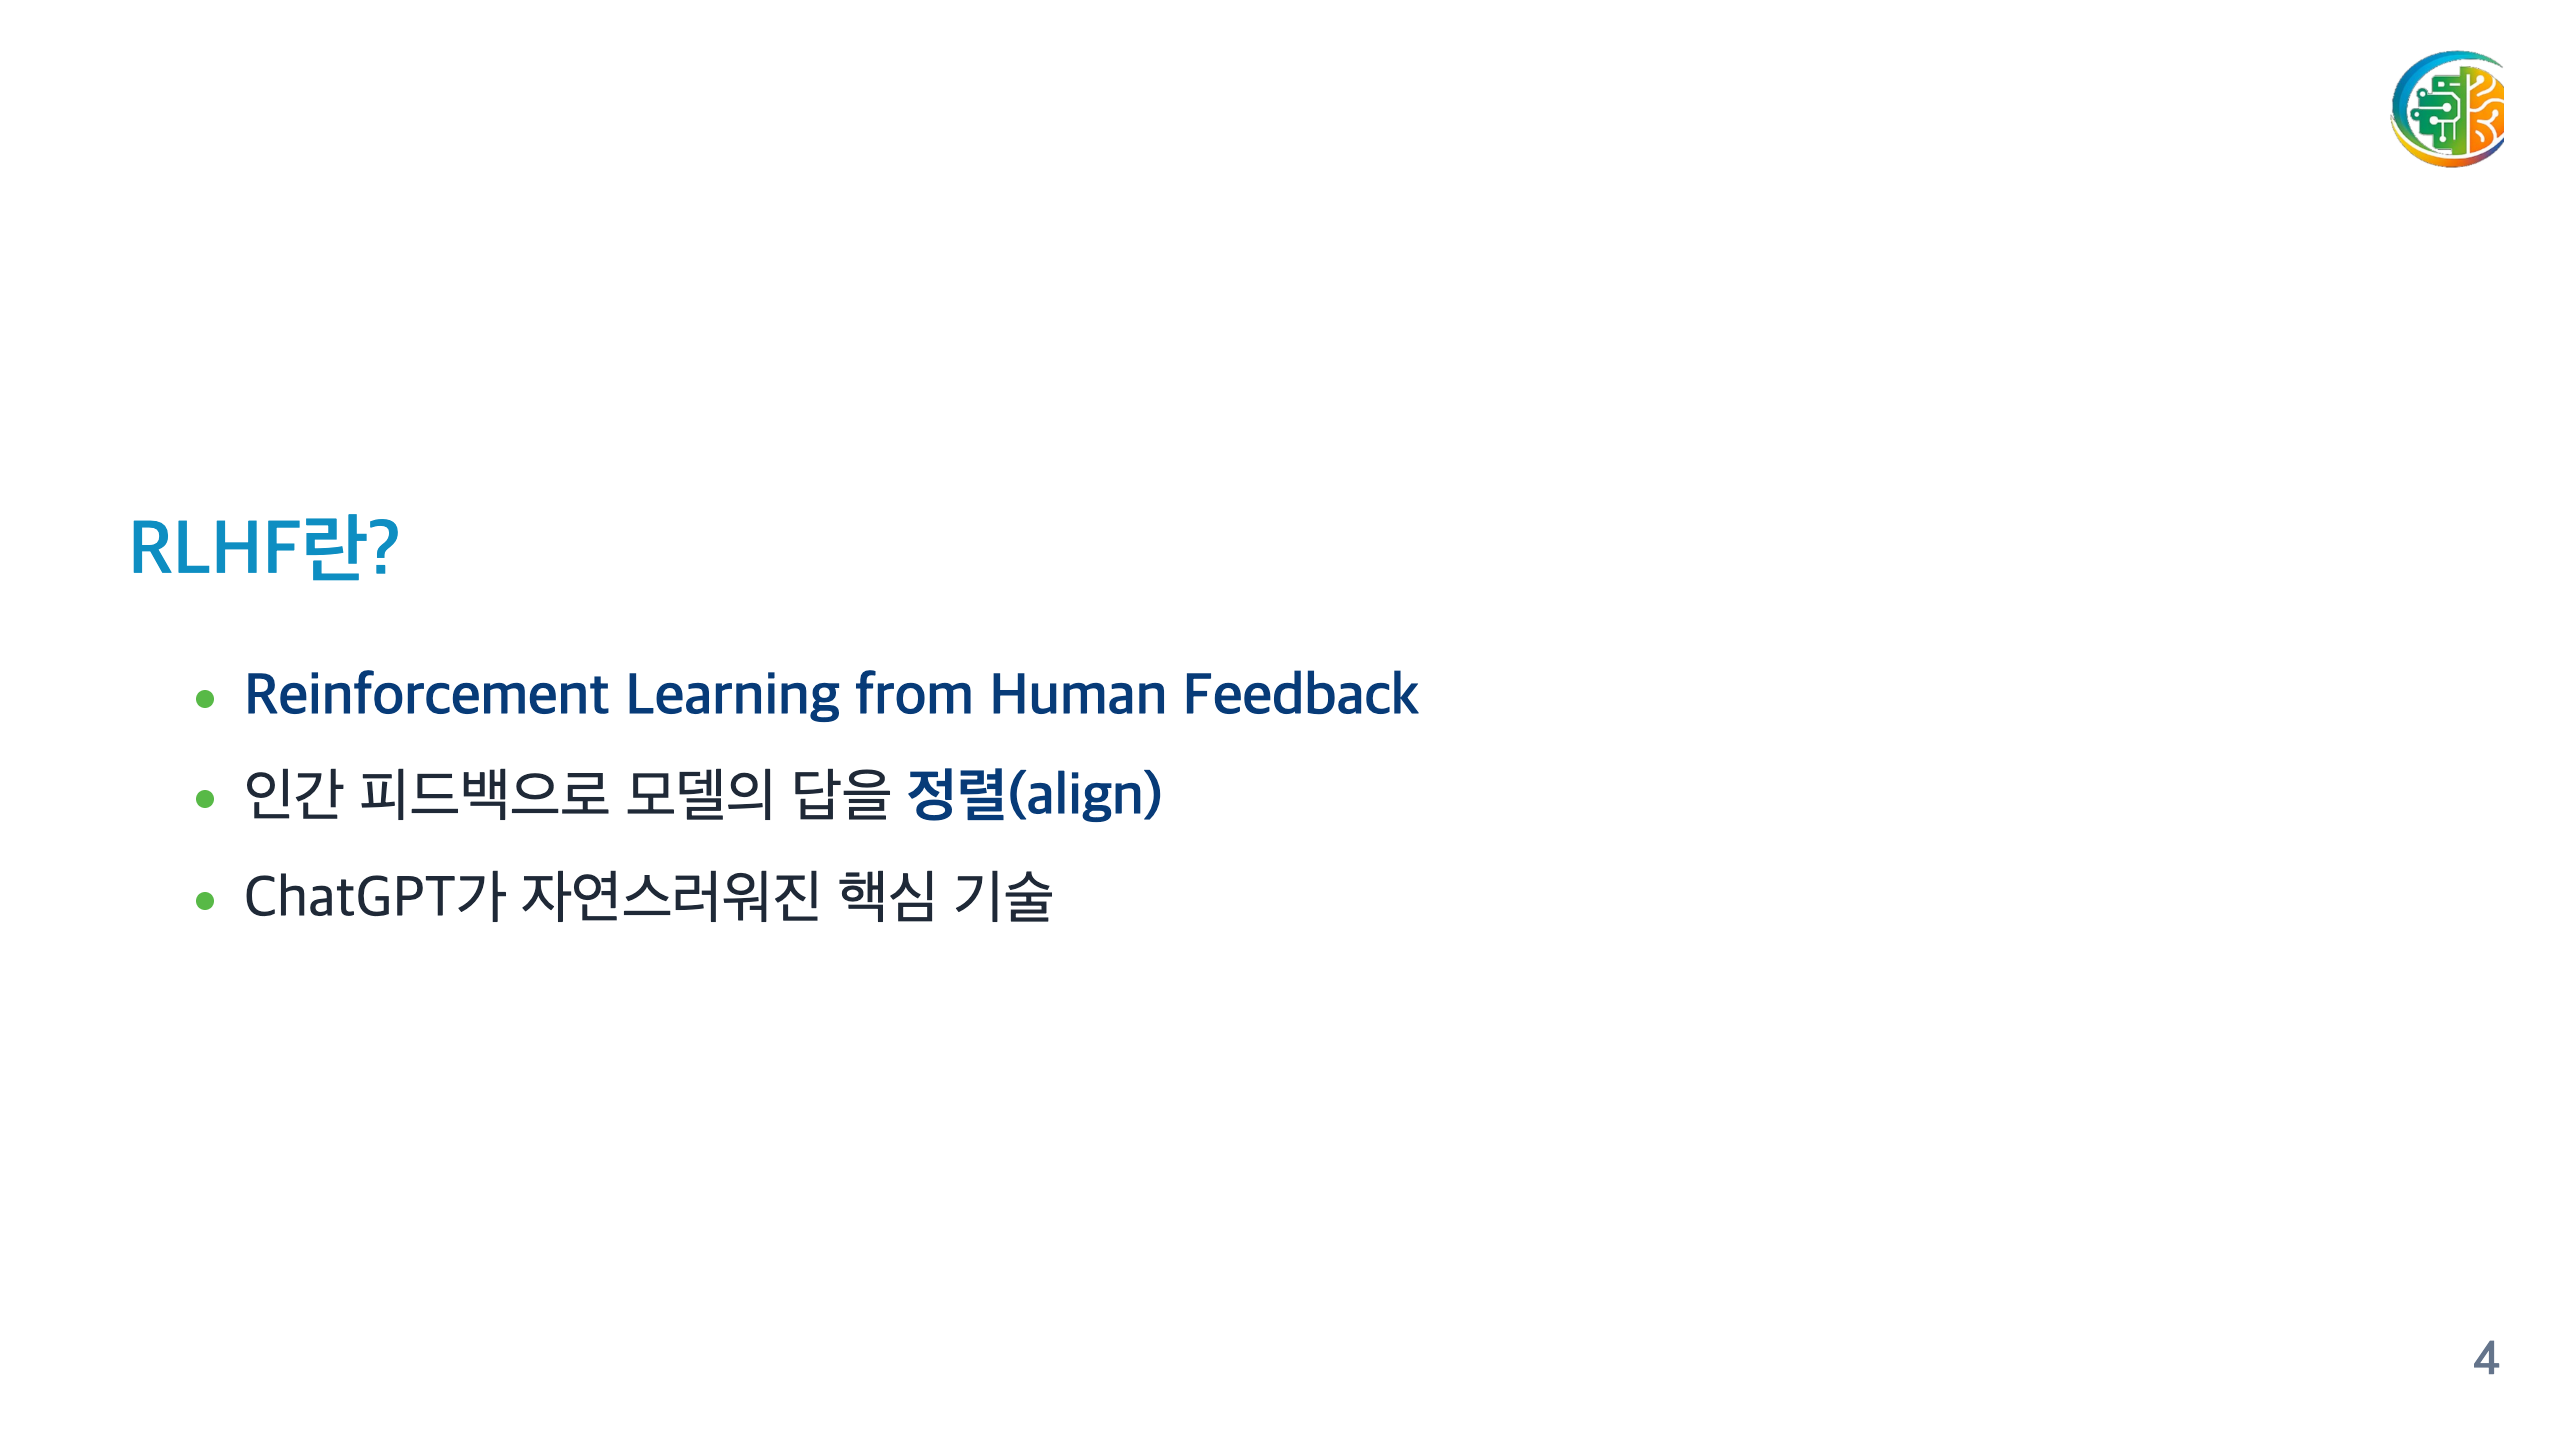 RLHF란?
• Reinforcement Learning from Human Feedback
• 인간 피드백으로 모델의 답을 정렬(align)
• ChatGPT가 자연스러워진 핵심 기술
4